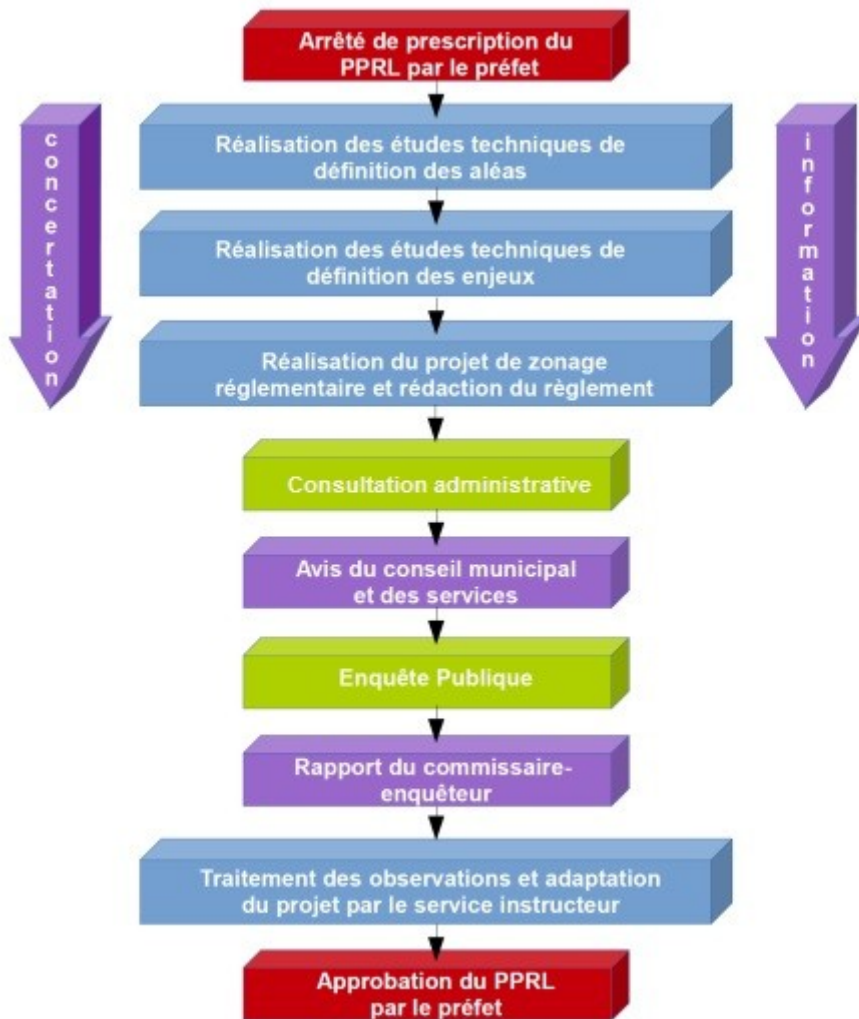 Arrêté de prescription du
PPRL par le préfet
concertation
information
Réalisation des études techniques de
définition des aléas
Réalisation des études techniques de
définition des enjeux
Réalisation du projet de zonage
réglementaire et rédaction du règlement
Consultation administrative
Avis du conseil municipal
et des services
Enquête Publique
Rapport du commissaire-
enquêteur
Traitement des observations et adaptation
du projet par le service instructeur
Approbation du PPRL
par le préfet